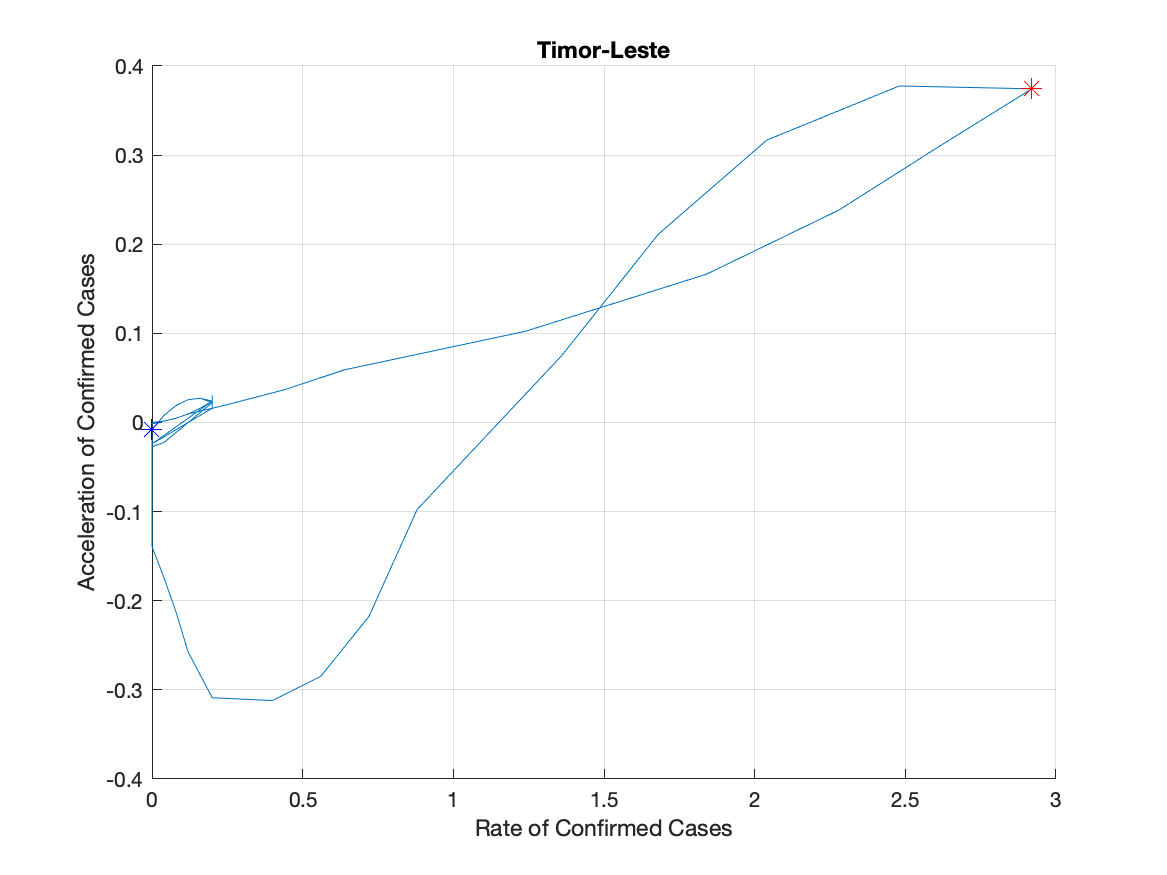 Timor-Leste
0.4
0.3
0.2
0.1
0
-0.1
-0.2
-0.3
-0.4
Acceleration of Confirmed Cases
0 0.5 1 1.5 2 2.5 3
Rate of Confirmed Cases